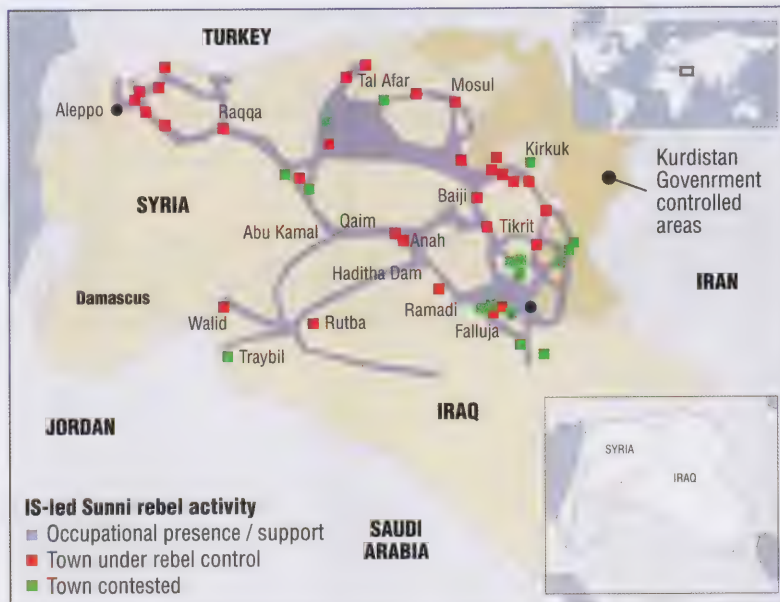 TURKEY
Tal Afar
Mosul
Aleppo
Raqqa
Kirkuk
Kurdistan
Govenrment
controlled
areas
SYRIA
Baiji
Abu Kamal
Qaim
Tikrit
Anah
IRAN
Haditha Dam
Damascus
Walid
Rutba
Ramadi
Falluja
Traybil
IRAQ
JORDAN
SYRIA
IRAQ
IS-led Sunni rebel activity
Occupational presence / support
Town under rebel control
Town contested
SAUDI
ARABIA